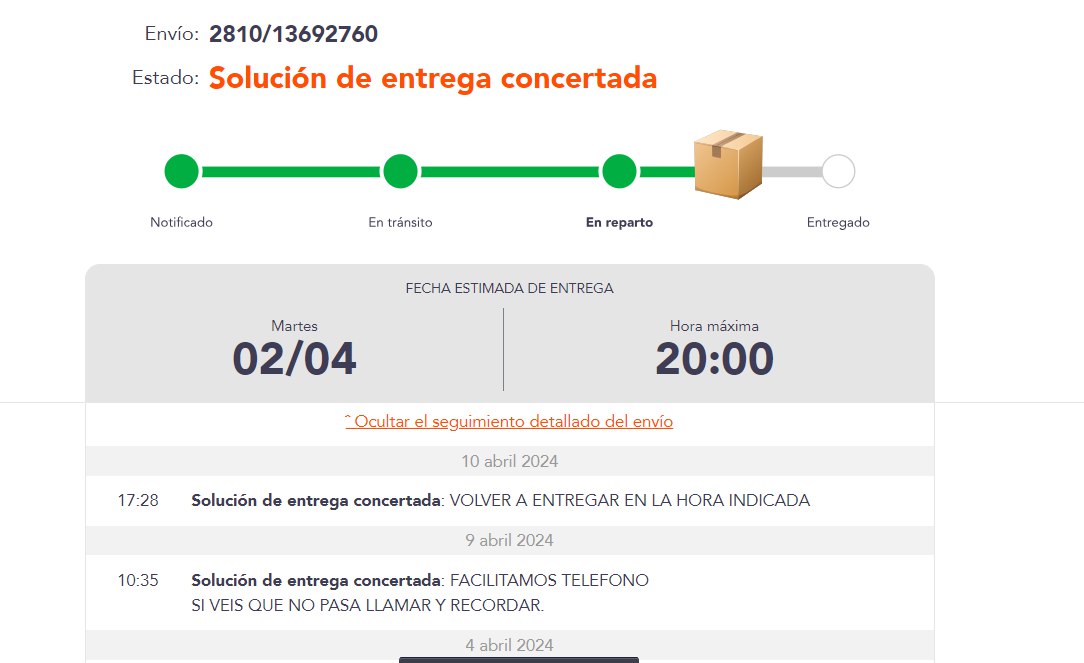 Envío: 2810/13692760
Estado: Solución de entrega concertada
Notificado En tránsito En reparto Entregado
FECHA ESTIMADA DE ENTREGA
Martes Hora máxima
02/04 20:00
ˆ Ocultar el seguimiento detallado del envío
10 abril 2024
17:28 Solución de entrega concertada: VOLVER A ENTREGAR EN LA HORA INDICADA
9 abril 2024
10:35 Solución de entrega concertada: FACILITAMOS TELEFONO
SI VEIS QUE NO PASA LLAMAR Y RECORDAR.
4 abril 2024